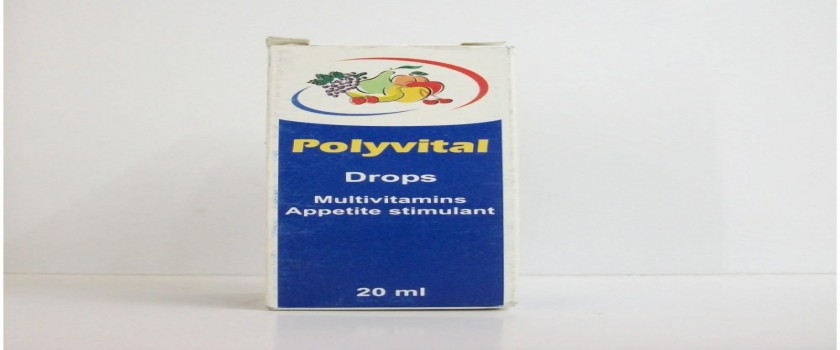 Polyvital
Drops
Multivitamins
Appetite stimulant
20 ml